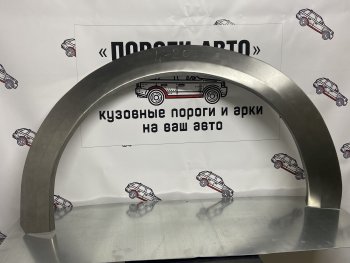 «ПОРОГИ АВТО»
кузовные пороги и арки
на ваш авто